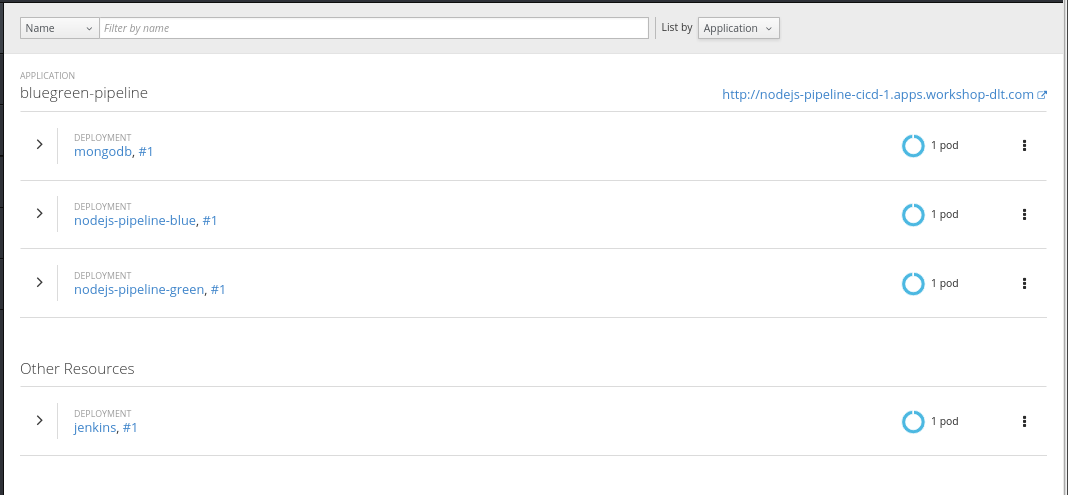 Name Filter by name List by Application
APPLICATION
bluegreen-pipeline http://nodejs-pipeline-cicd-1.apps.workshop-dlt.com
DEPLOYMENT
mongodb, #1 1 pod
DEPLOYMENT
nodejs-pipeline-blue, #1 1 pod
DEPLOYMENT
nodejs-pipeline-green, #1 1 pod
Other Resources
DEPLOYMENT
jenkins, #1 1 pod